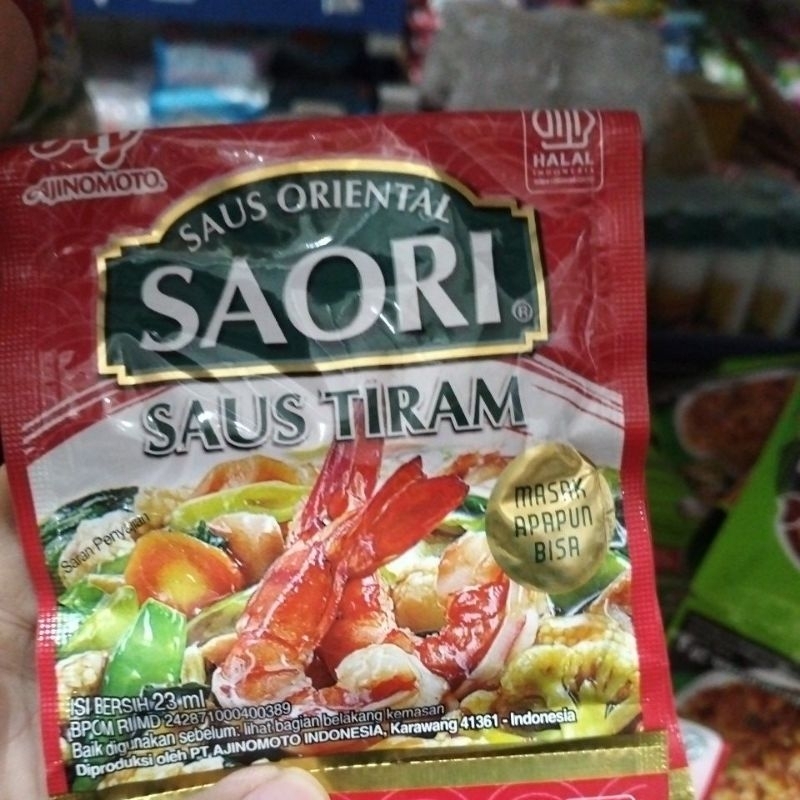 AJINOMOTO®
HALAL
INDONESIA
SAUS ORIENTAL
SAORI®
SAUS TIRAM
MASAK
APAPUN
BISA
Saran Penyajian
ISI BERSIH 23 ml
BPOM RI MD 242871000400389
Baik digunakan sebelum: lihat bagian belakang kemasan
Diproduksi oleh PT AJINOMOTO INDONESIA, Karawang 41361 - Indonesia